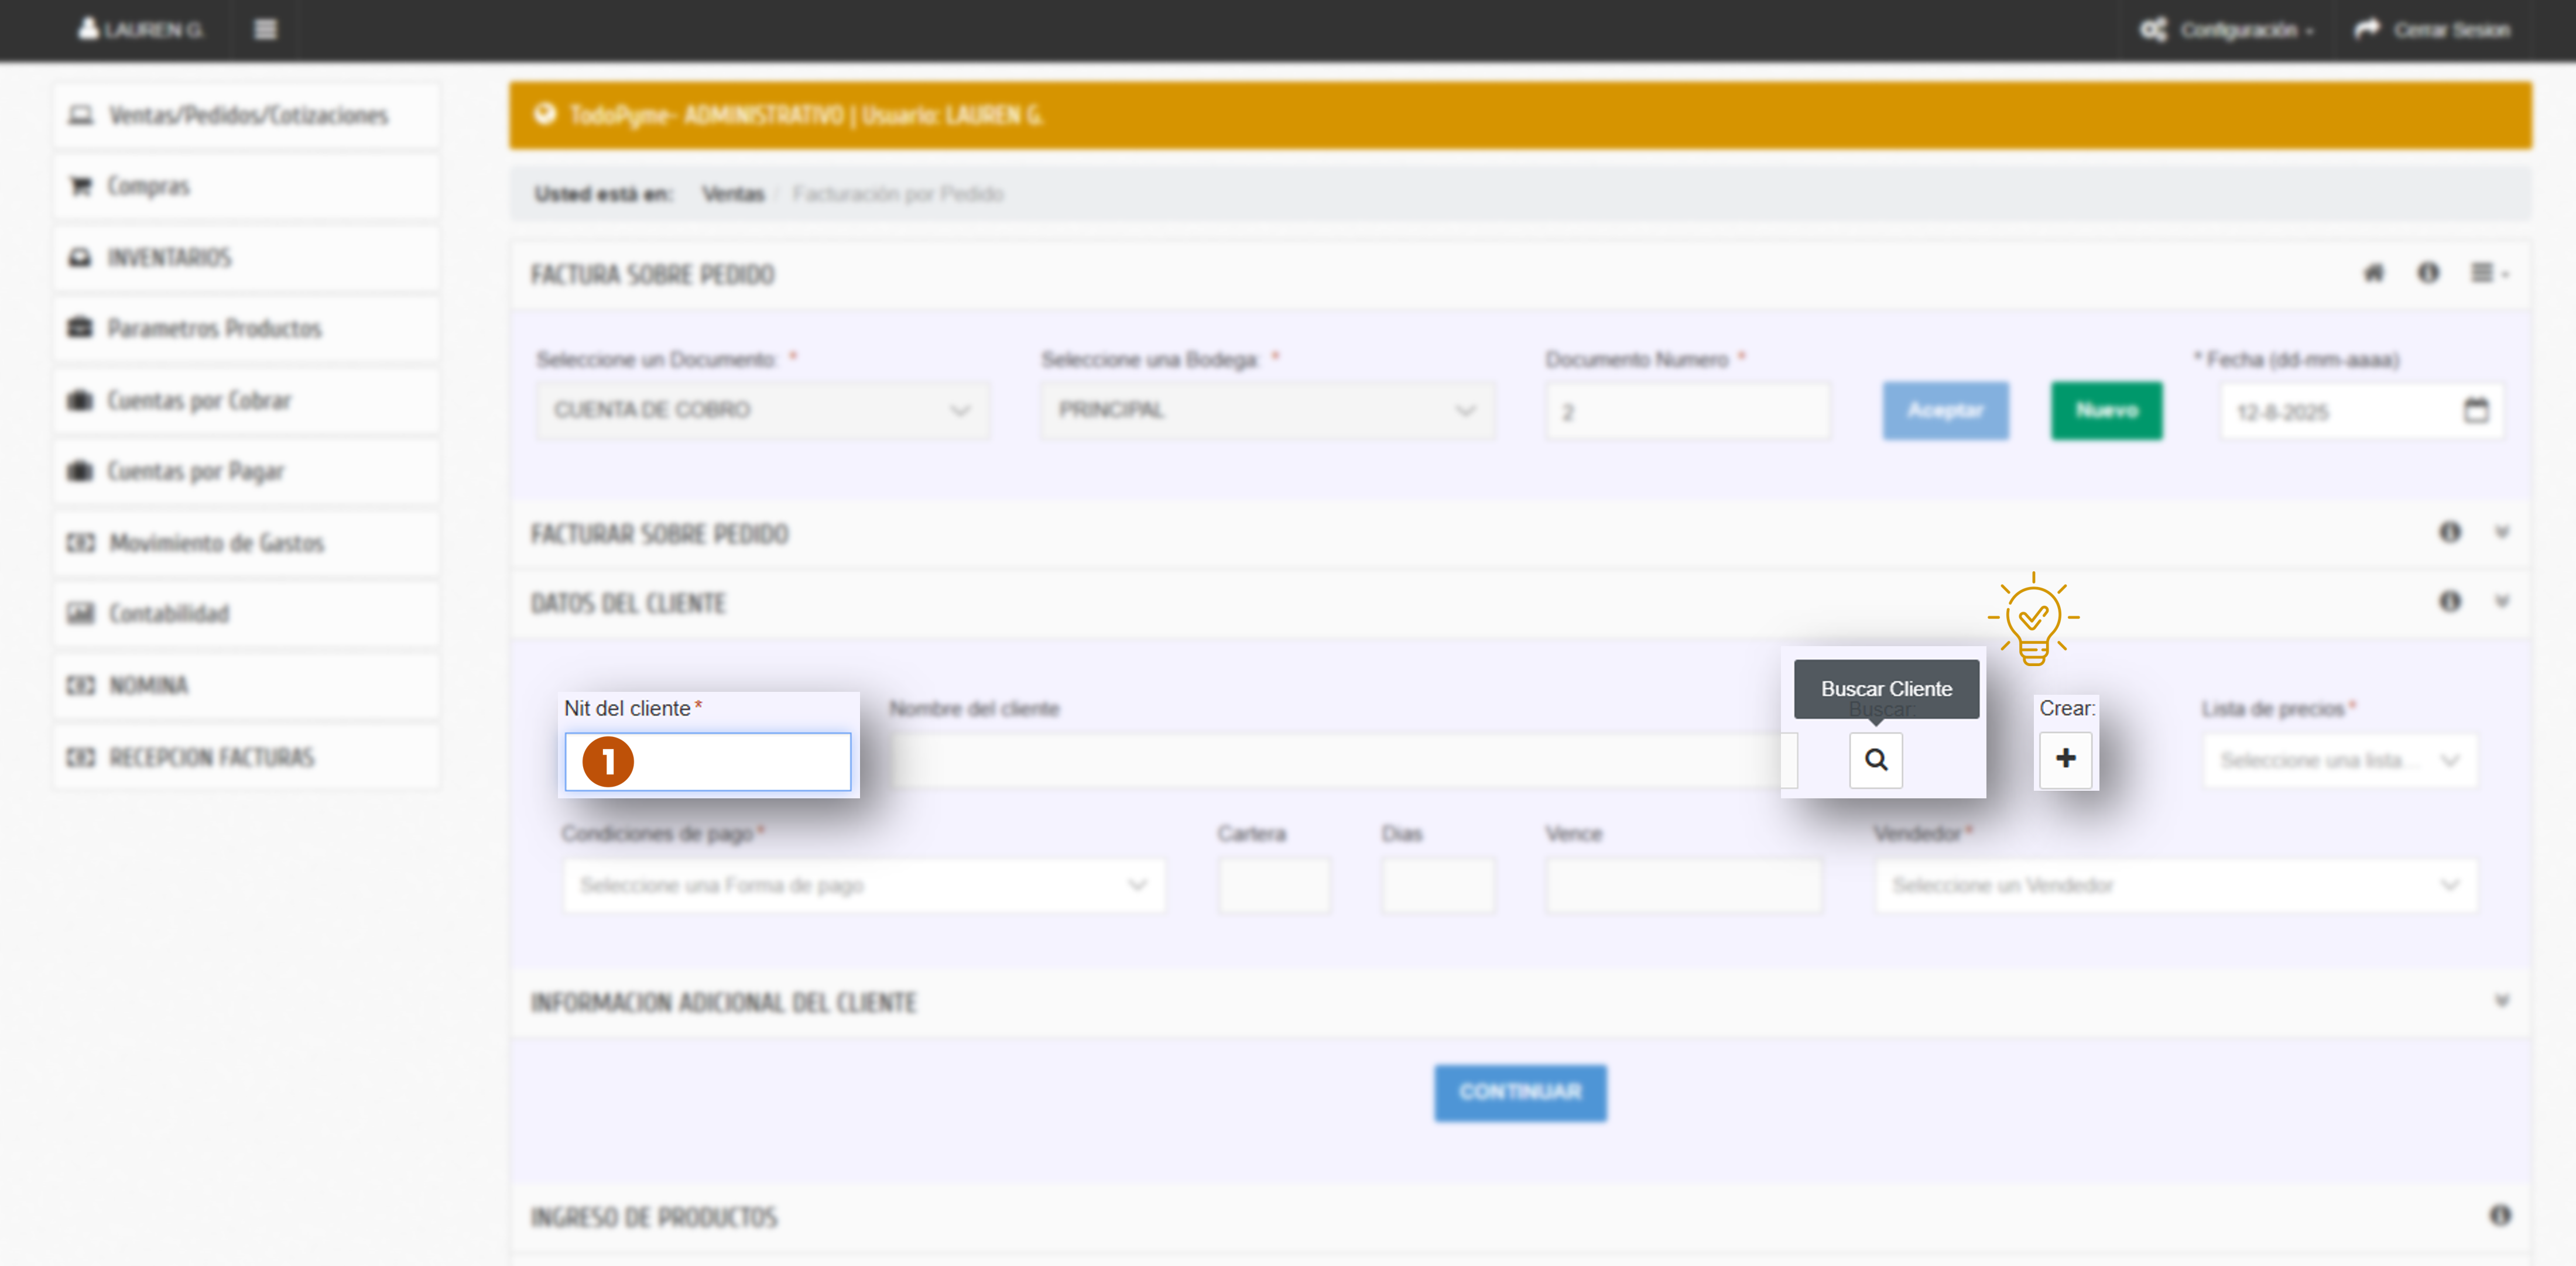 LAUREN G.
Configuración
Cerrar Sesion
Ventas/Pedidos/Cotizaciones
Compras
INVENTARIOS
Parametros Productos
Cuentas por Cobrar
Cuentas por Pagar
Movimiento de Gastos
Contabilidad
NOMINA
RECEPCION FACTURAS
TodoPyme- ADMINISTRATIVO | Usuario: LAUREN G.
Usted está en: Ventas / Facturación por Pedido
FACTURA SOBRE PEDIDO
Seleccione un Documento: * Seleccione una Bodega: * Documento Numero * * Fecha (dd-mm-aaaa)
CUENTA DE COBRO PRINCIPAL 2 Aceptar Nuevo 12-8-2025
FACTURAR SOBRE PEDIDO
DATOS DEL CLIENTE
Buscar Cliente
Nit del cliente * Nombre del cliente Buscar: Crear: Lista de precios *
1 Seleccione una lista...
Condiciones de pago * Cartera Dias Vence Vendedor *
Seleccione una Forma de pago Seleccione un Vendedor
INFORMACION ADICIONAL DEL CLIENTE
CONTINUAR
INGRESO DE PRODUCTOS